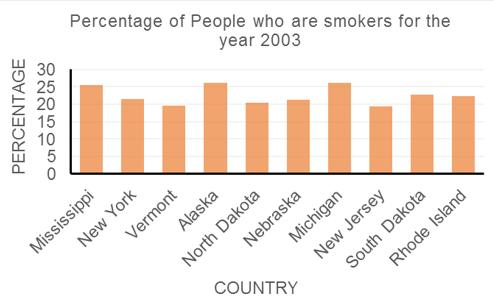 Percentage of People who are smokers for the
year 2003
PERCENTAGE
30
25
20
15
10
5
0
Mississippi
New York
Vermont
Alaska
North Dakota
Nebraska
Michigan
New Jersey
South Dakota
Rhode Island
COUNTRY